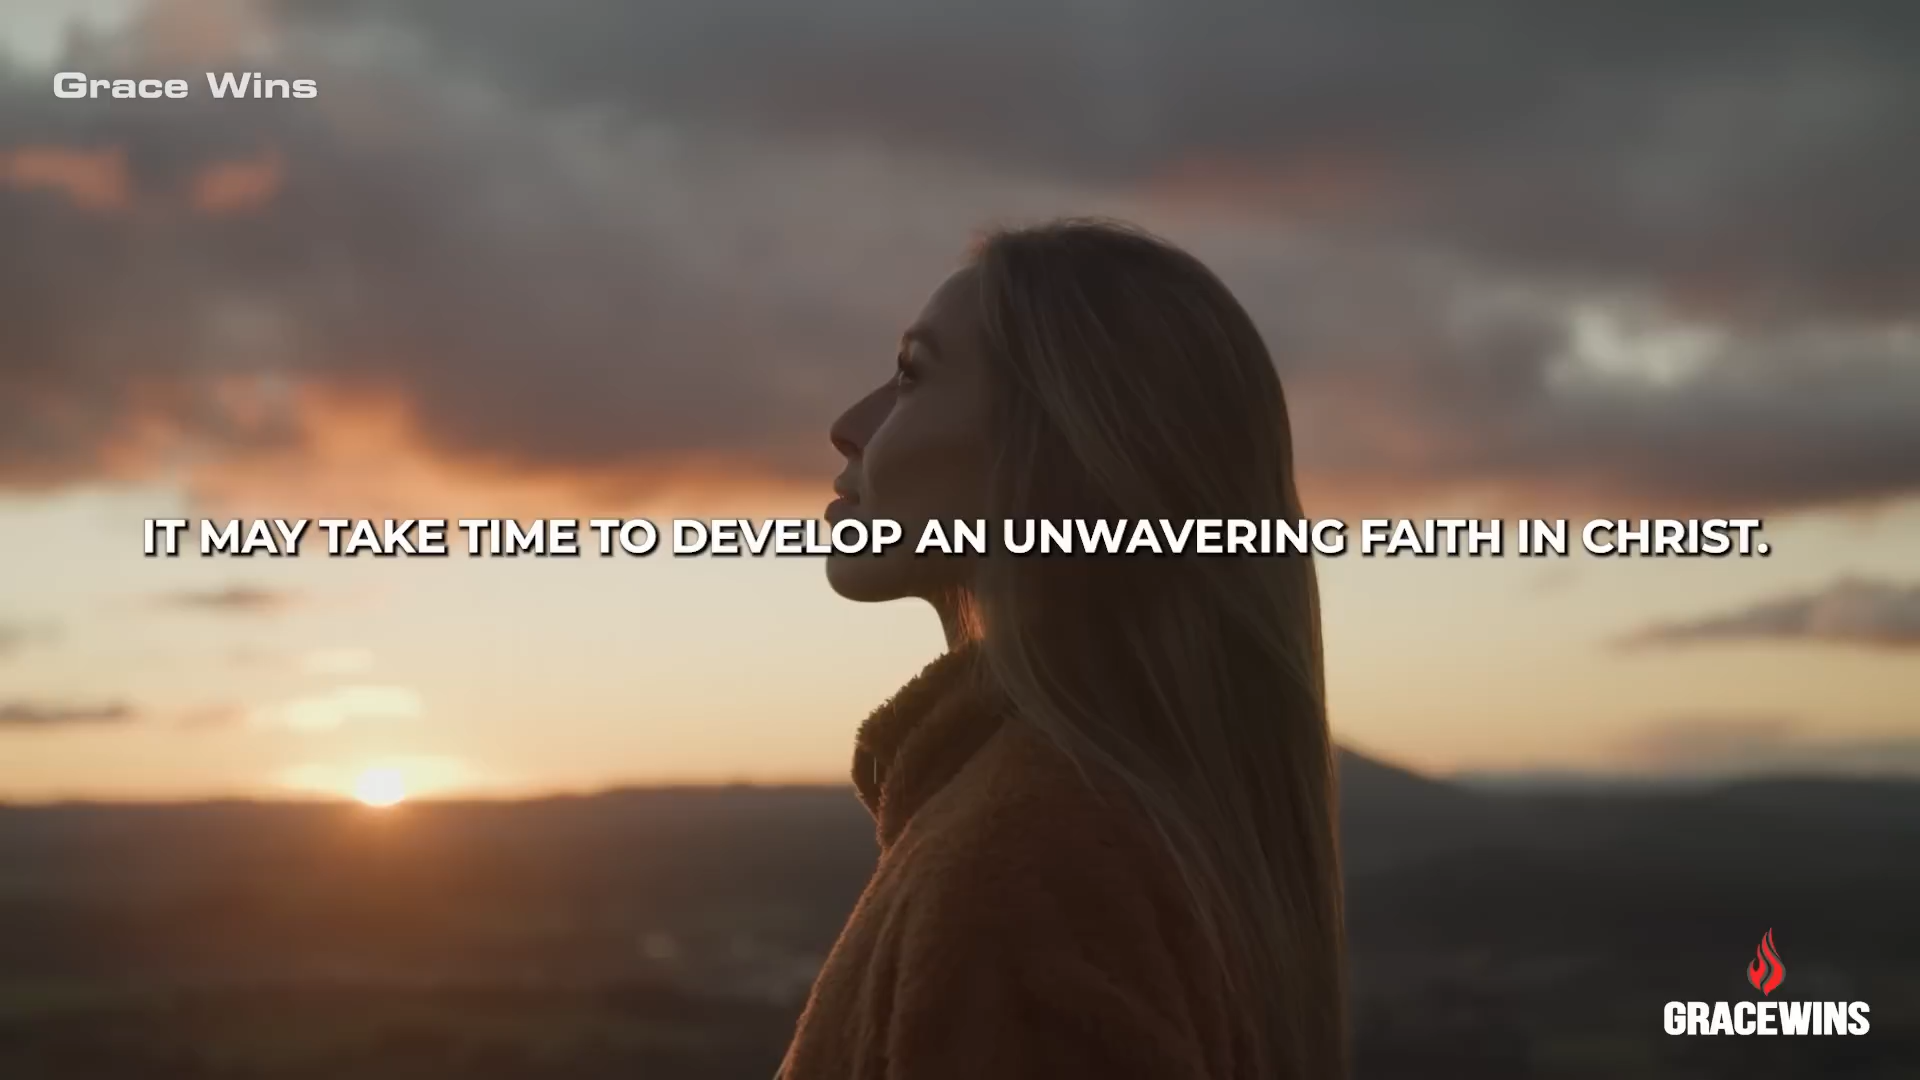 Grace Wins
IT MAY TAKE TIME TO DEVELOP AN UNWAVERING FAITH IN CHRIST.
GRACEWINS